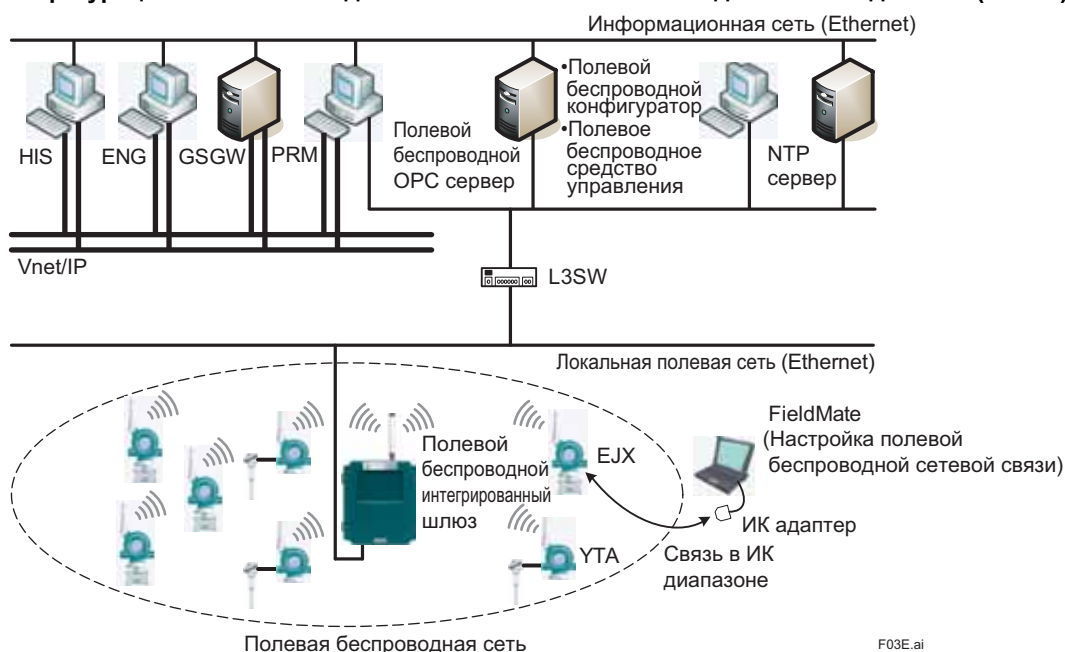 Информационная сеть (Ethernet)
HIS
ENG
GSGW
PRM
Полевой
беспроводной
OPC сервер
•Полевой
беспроводной
конфигуратор
•Полевое
беспроводное
средство
управления
NTP
сервер
Vnet/IP
L3SW
Локальная полевая сеть (Ethernet)
Полевой
беспроводной
интегрированный
шлюз
EJX
YTA
FieldMate
(Настройка полевой
беспроводной сетевой связи)
ИК адаптер
Связь в ИК
диапазоне
Полевая беспроводная сеть
F03E.ai